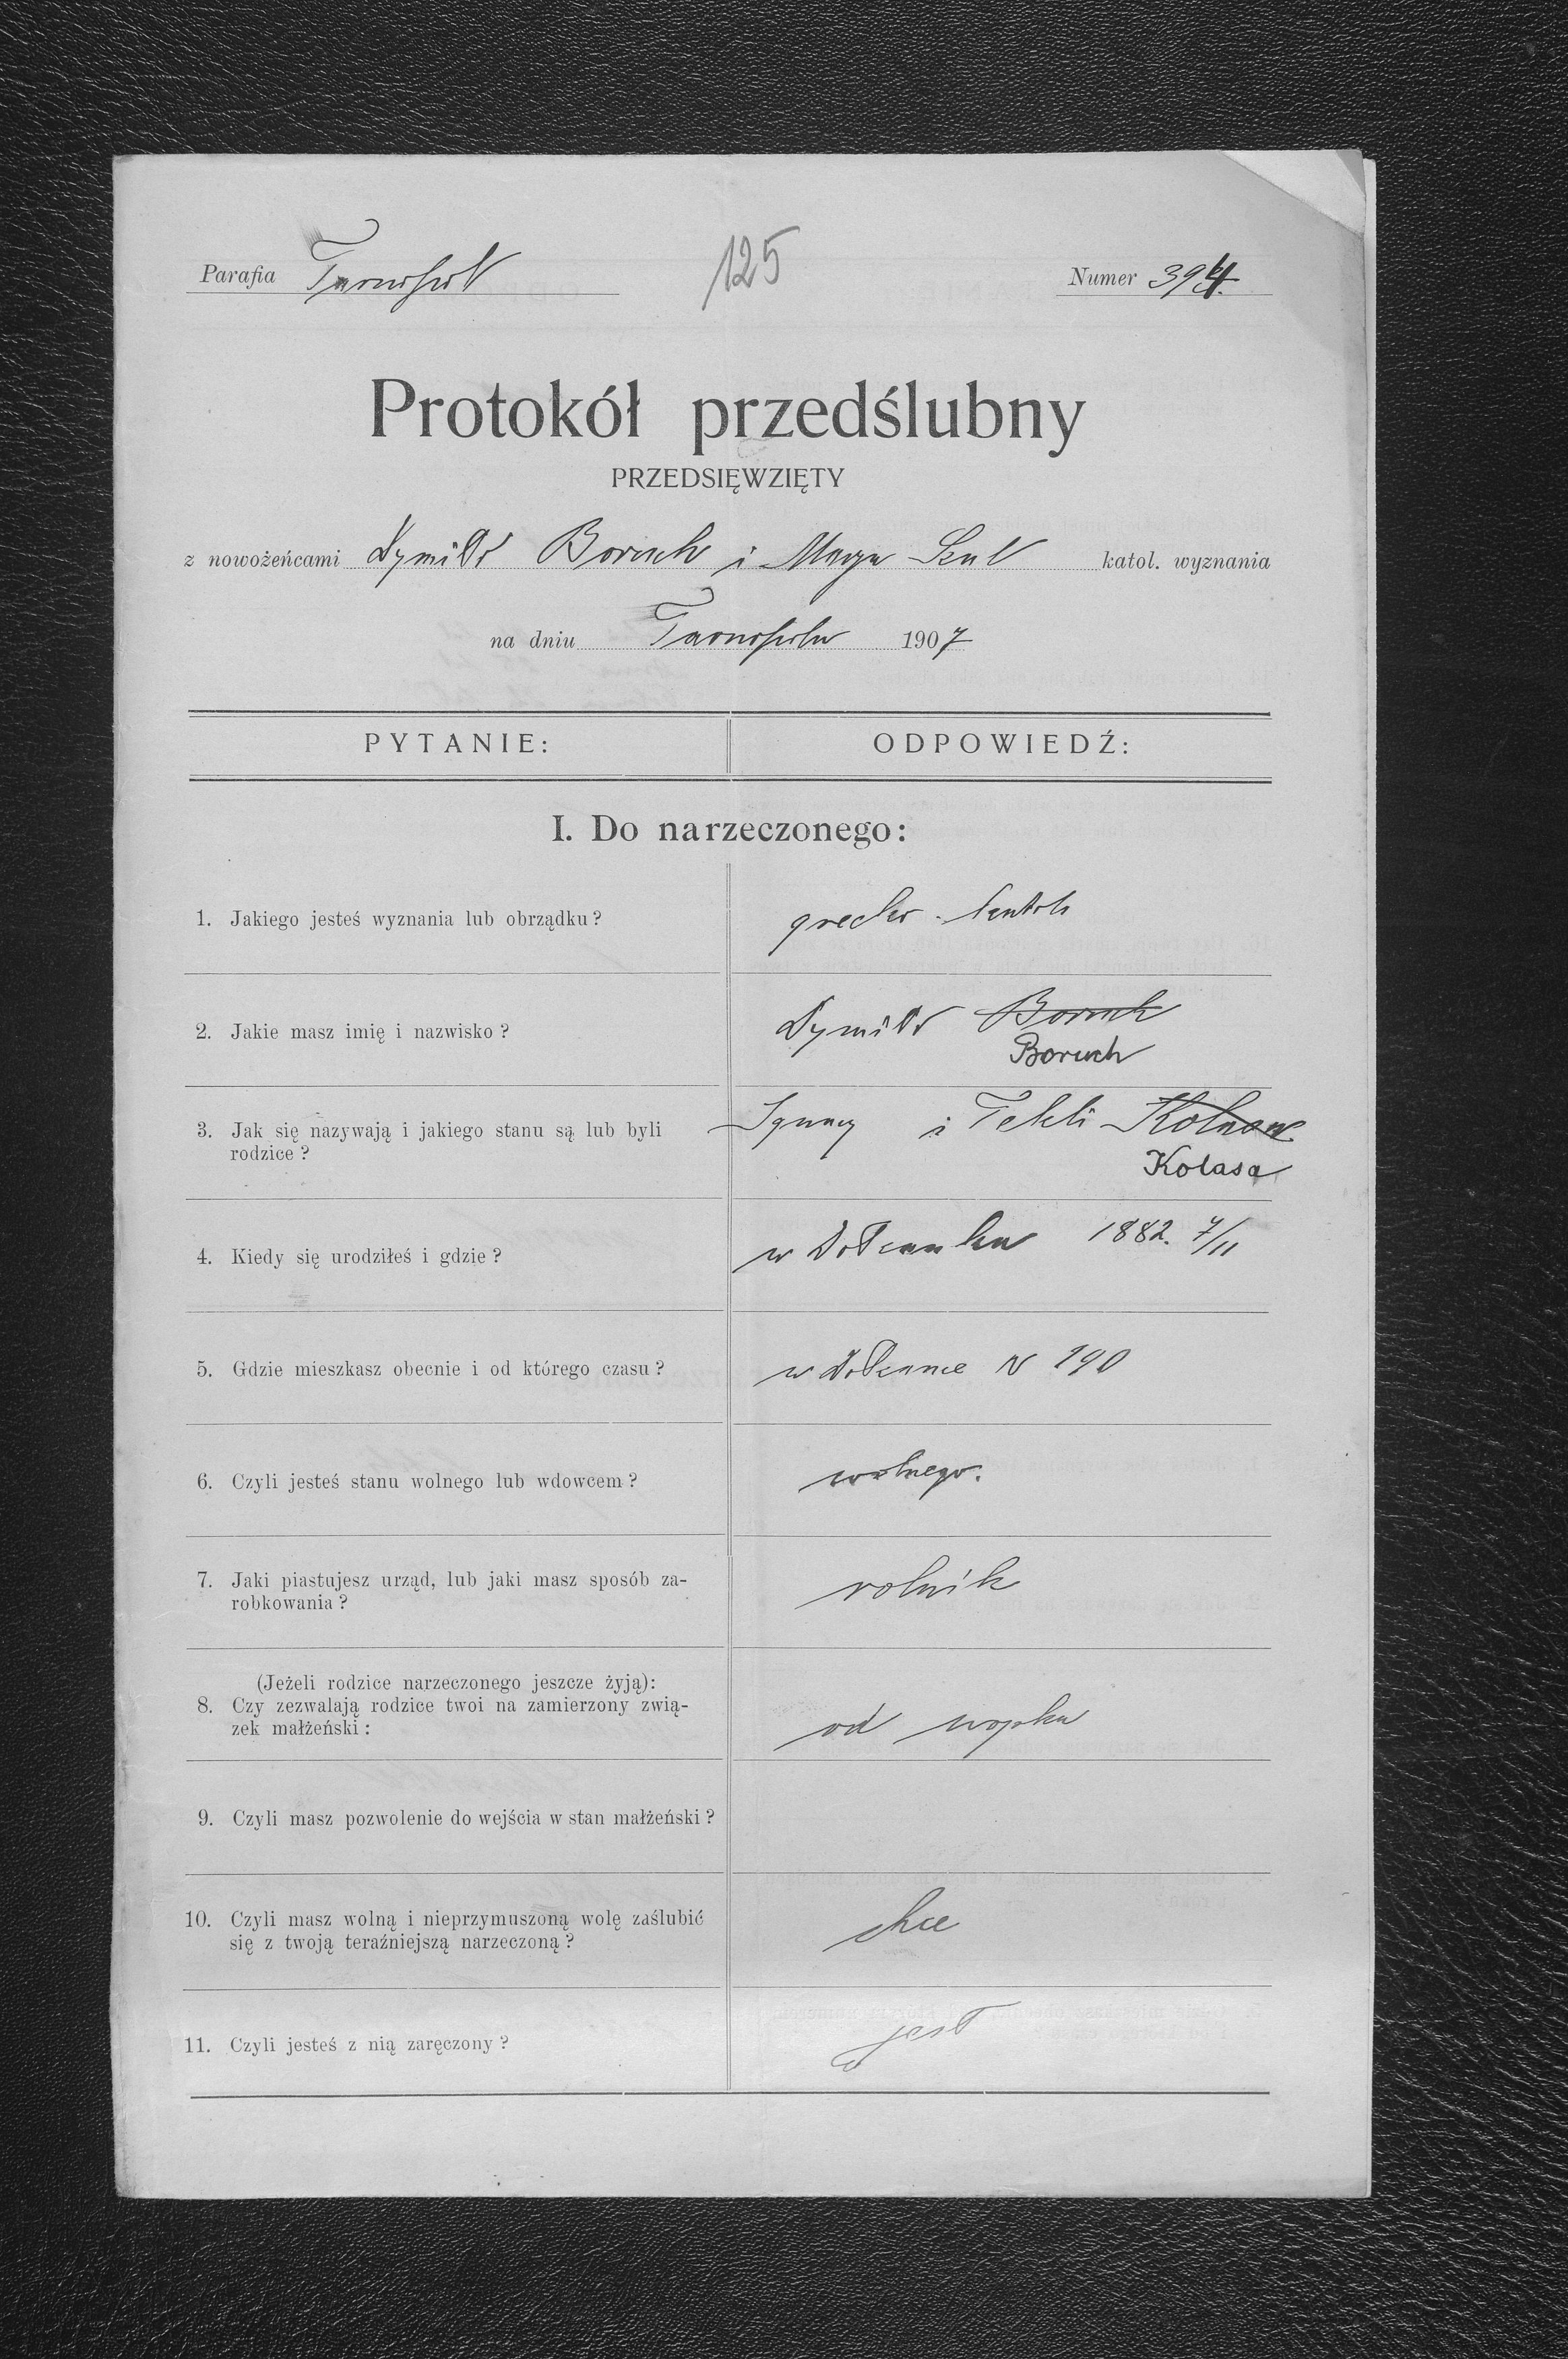 Parafia Tarnopol 125 Numer 394.
Protokół przedślubny
PRZEDSIĘWZIĘTY
z nowożeńcami Dymitr Boruch i Marya katol. wyznania
na dniu Tarnopolu 1907
PYTANIE: ODPOWIEDŹ:
I. Do narzeczonego:
1. Jakiego jesteś wyznania lub obrządku? grecko-katol
2. Jakie masz imię i nazwisko? Dymitr Boruch
Boruch
3. Jak się nazywają i jakiego stanu są lub byli Ignacy i Tekli
rodzice? Kolasa
4. Kiedy się urodziłeś i gdzie? w 1882. 7/11
5. Gdzie mieszkasz obecnie i od którego czasu? w N 190
6. Czyli jesteś stanu wolnego lub wdowcem? wolnego.
7. Jaki piastujesz urząd, lub jaki masz sposób za-
robkowania? rolnik
(Jeżeli rodzice narzeczonego jeszcze żyją):
8. Czy zezwalają rodzice twoi na zamierzony zwią-
zek małżeński: od wojska
9. Czyli masz pozwolenie do wejścia w stan małżeński?
10. Czyli masz wolną i nieprzymuszoną wolę zaślubić
się z twoją teraźniejszą narzeczoną? chce
11. Czyli jesteś z nią zaręczony? jest